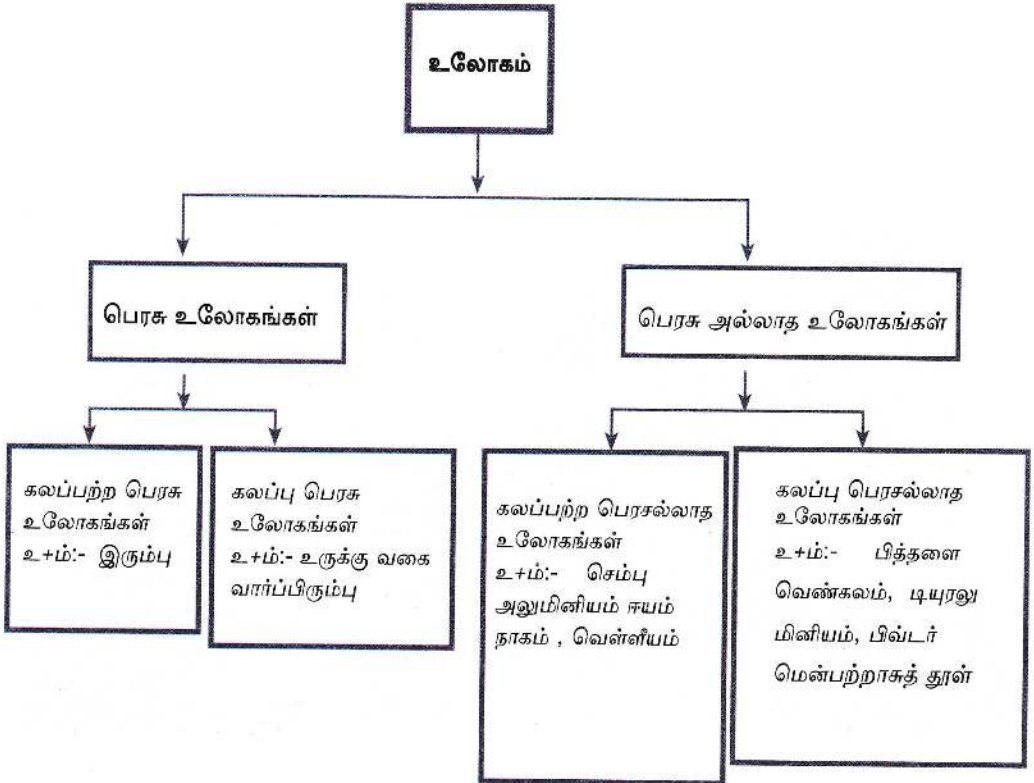 உலோகம்
பெரசு உலோகங்கள்
பெரசு அல்லாத உலோகங்கள்
கலப்பற்ற பெரசு
உலோகங்கள்
உ+ம்:- இரும்பு
கலப்பு பெரசு
உலோகங்கள்
உ+ம்:- உருக்கு வகை
வார்ப்பிரும்பு
கலப்பற்ற பெரசல்லாத
உலோகங்கள்
உ+ம்:- செம்பு
அலுமினியம் ஈயம்
நாகம் , வெள்ளீயம்
கலப்பு பெரசல்லாத
உலோகங்கள்
உ+ம்:- பித்தளை
வெண்கலம், டியுரலு
மினியம், பிவ்டர்
மென்பற்றாசுத் தூள்